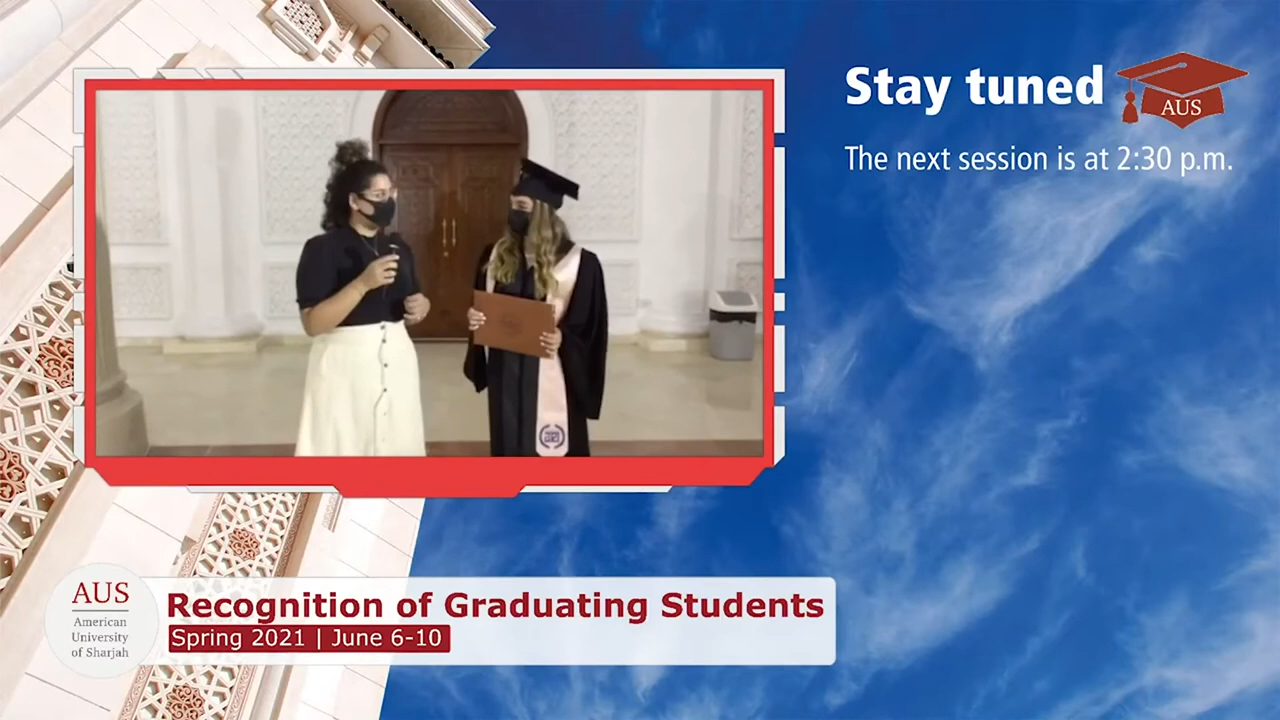 Stay tuned
AUS
The next session is at 2:30 p.m.
AUS
American
University
of Sharjah
Recognition of Graduating Students
Spring 2021 | June 6-10